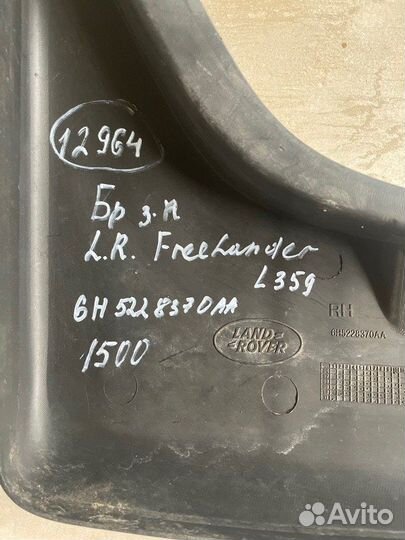 12964
Бр з.п
L.R. FreeLander
L359
6H5228370AA
1500
LAND-
ROVER
RH
6H5228370AA
Avito